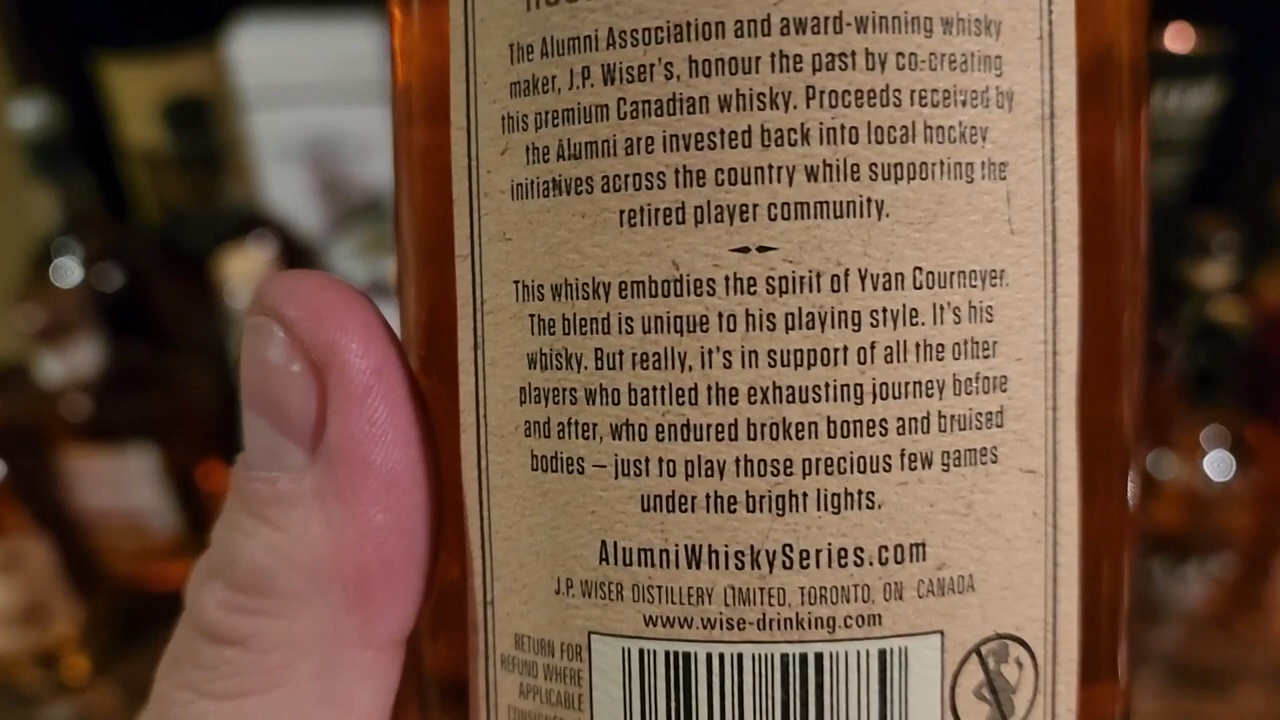 The Alumni Association and award-winning whisky
maker, J.P. Wiser's, honour the past by co-creating
this premium Canadian whisky. Proceeds received by
the Alumni are invested back into local hockey
initiatives across the country while supporting the
retired player community.
This whisky embodies the spirit of Yvan Cournoyer.
The blend is unique to his playing style. It's his
whisky. But really, it's in support of all the other
players who battled the exhausting journey before
and after, who endured broken bones and bruised
bodies – just to play those precious few games
under the bright lights.
AlumniWhiskySeries.com
J.P. WISER DISTILLERY LIMITED, TORONTO, ON CANADA
www.wise-drinking.com
RETURN FOR
REFUND WHERE
APPLICABLE